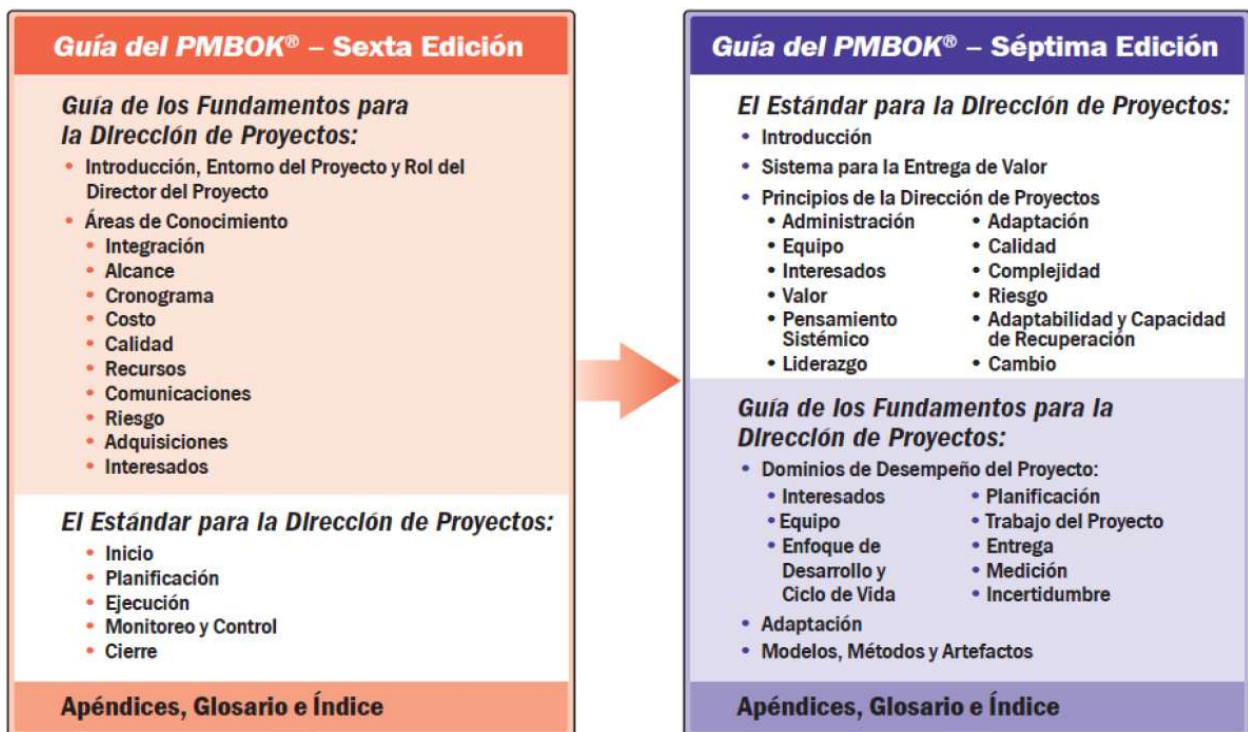 Guía del PMBOK® – Sexta Edición
Guía de los Fundamentos para
la DIreccIón de Proyectos:
• Introducción, Entorno del Proyecto y Rol del
Director del Proyecto
• Áreas de Conocimiento
• Integración
• Alcance
• Cronograma
• Costo
• Calidad
• Recursos
• Comunicaciones
• Riesgo
• Adquisiciones
• Interesados
El Estándar para la DIreccIón de Proyectos:
• Inicio
• Planificación
• Ejecución
• Monitoreo y Control
• Cierre
Apéndices, Glosario e Índice
Guía del PMBOK® – Séptima Edición
El Estándar para la DIreccIón de Proyectos:
• Introducción
• Sistema para la Entrega de Valor
• Principios de la Dirección de Proyectos
• Administración
• Equipo
• Interesados
• Valor
• Pensamiento
Sistémico
• Liderazgo
• Adaptación
• Calidad
• Complejidad
• Riesgo
• Adaptabilidad y Capacidad
de Recuperación
• Cambio
Guía de los Fundamentos para la
DIreccIón de Proyectos:
• Dominios de Desempeño del Proyecto:
• Interesados
• Equipo
• Enfoque de
Desarrollo y
Ciclo de Vida
• Planificación
• Trabajo del Proyecto
• Entrega
• Medición
• Incertidumbre
• Adaptación
• Modelos, Métodos y Artefactos
Apéndices, Glosario e Índice